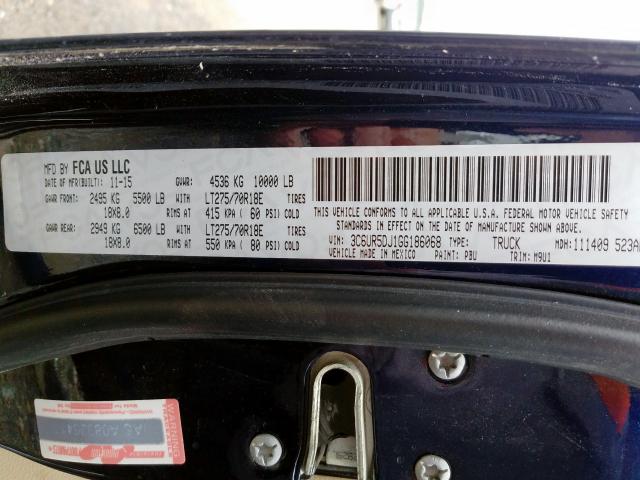 MFD BY FCA US LLC
DATE OF MFR(BUILT): 11-15 GVWR: 4536 KG 10000 LB
GAWR FRONT: 2495 KG 5500 LB LT275/70R18E TIRES
18X8.0 RIMS AT 415 KPA ( 60 PSI) COLD
GAWR REAR: 2949 KG 6500 LB LT275/70R18E TIRES
18X8.0 RIMS AT 550 KPA ( 80 PSI) COLD
THIS VEHICLE CONFORMS TO ALL APPLICABLE U.S.A. FEDERAL MOTOR VEHICLE SAFETY
STANDARDS IN EFFECT ON THE DATE OF MANUFACTURE SHOWN ABOVE
VIN: 3C6UR5DJ1GG186068 TYPE: TRUCK MDH: 111409 523A
VEHICLE MADE IN MEXICO PAINT: PBU TRIM: M9U1
WARNING